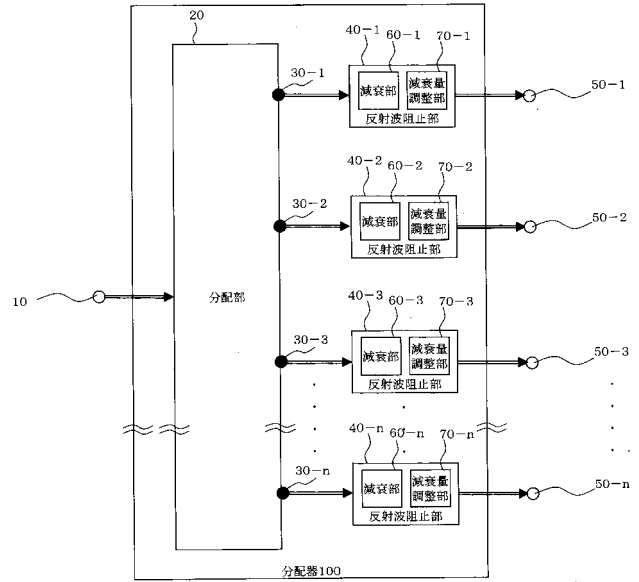 20
40-1
60-1
70-1
30-1
減衰部
減衰量
調整部
反射波阻止部
50-1
40-2
60-2
70-2
30-2
減衰部
減衰量
調整部
反射波阻止部
50-2
10
分配部
40-3
60-3
70-3
30-3
減衰部
減衰量
調整部
反射波阻止部
50-3
40-n
60-n
70-n
30-n
減衰部
減衰量
調整部
反射波阻止部
50-n
分配器100